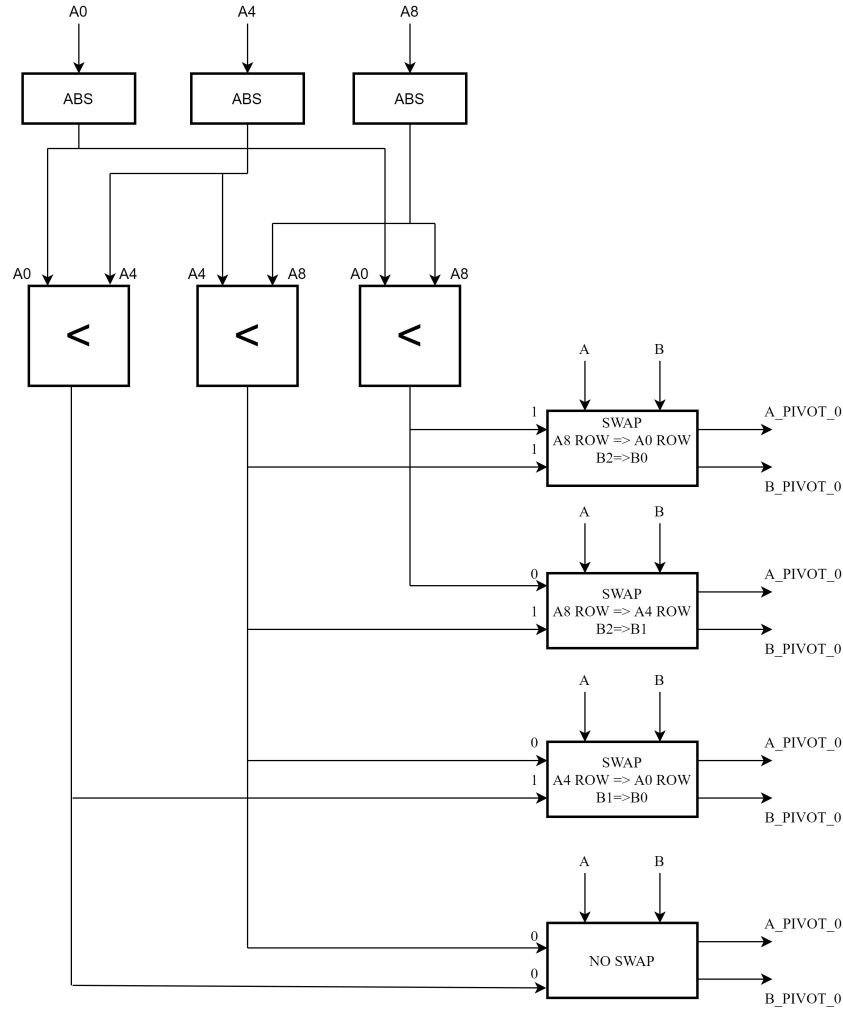 A0 A4 A8
ABS ABS ABS
A0 A4 A4 A8 A0 A8
< < <
A B
1
1
SWAP
A8 ROW => A0 ROW
B2=>B0
A_PIVOT_0
B_PIVOT_0
A B
0
1
SWAP
A8 ROW => A4 ROW
B2=>B1
A_PIVOT_0
B_PIVOT_0
A B
0
1
SWAP
A4 ROW => A0 ROW
B1=>B0
A_PIVOT_0
B_PIVOT_0
A B
0
0
NO SWAP
A_PIVOT_0
B_PIVOT_0